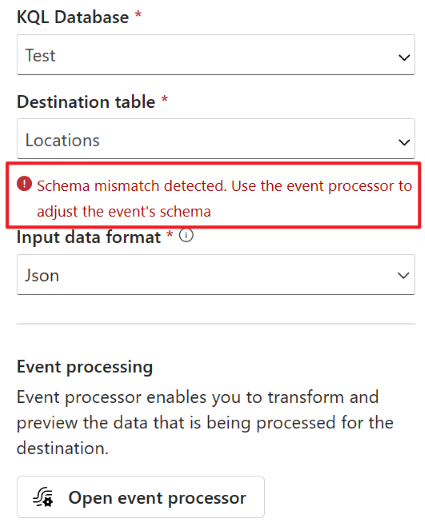 KQL Database *
Test
Destination table *
Locations
Schema mismatch detected. Use the event processor to
adjust the event's schema
Input data format *
Json
Event processing
Event processor enables you to transform and
preview the data that is being processed for the
destination.
Open event processor